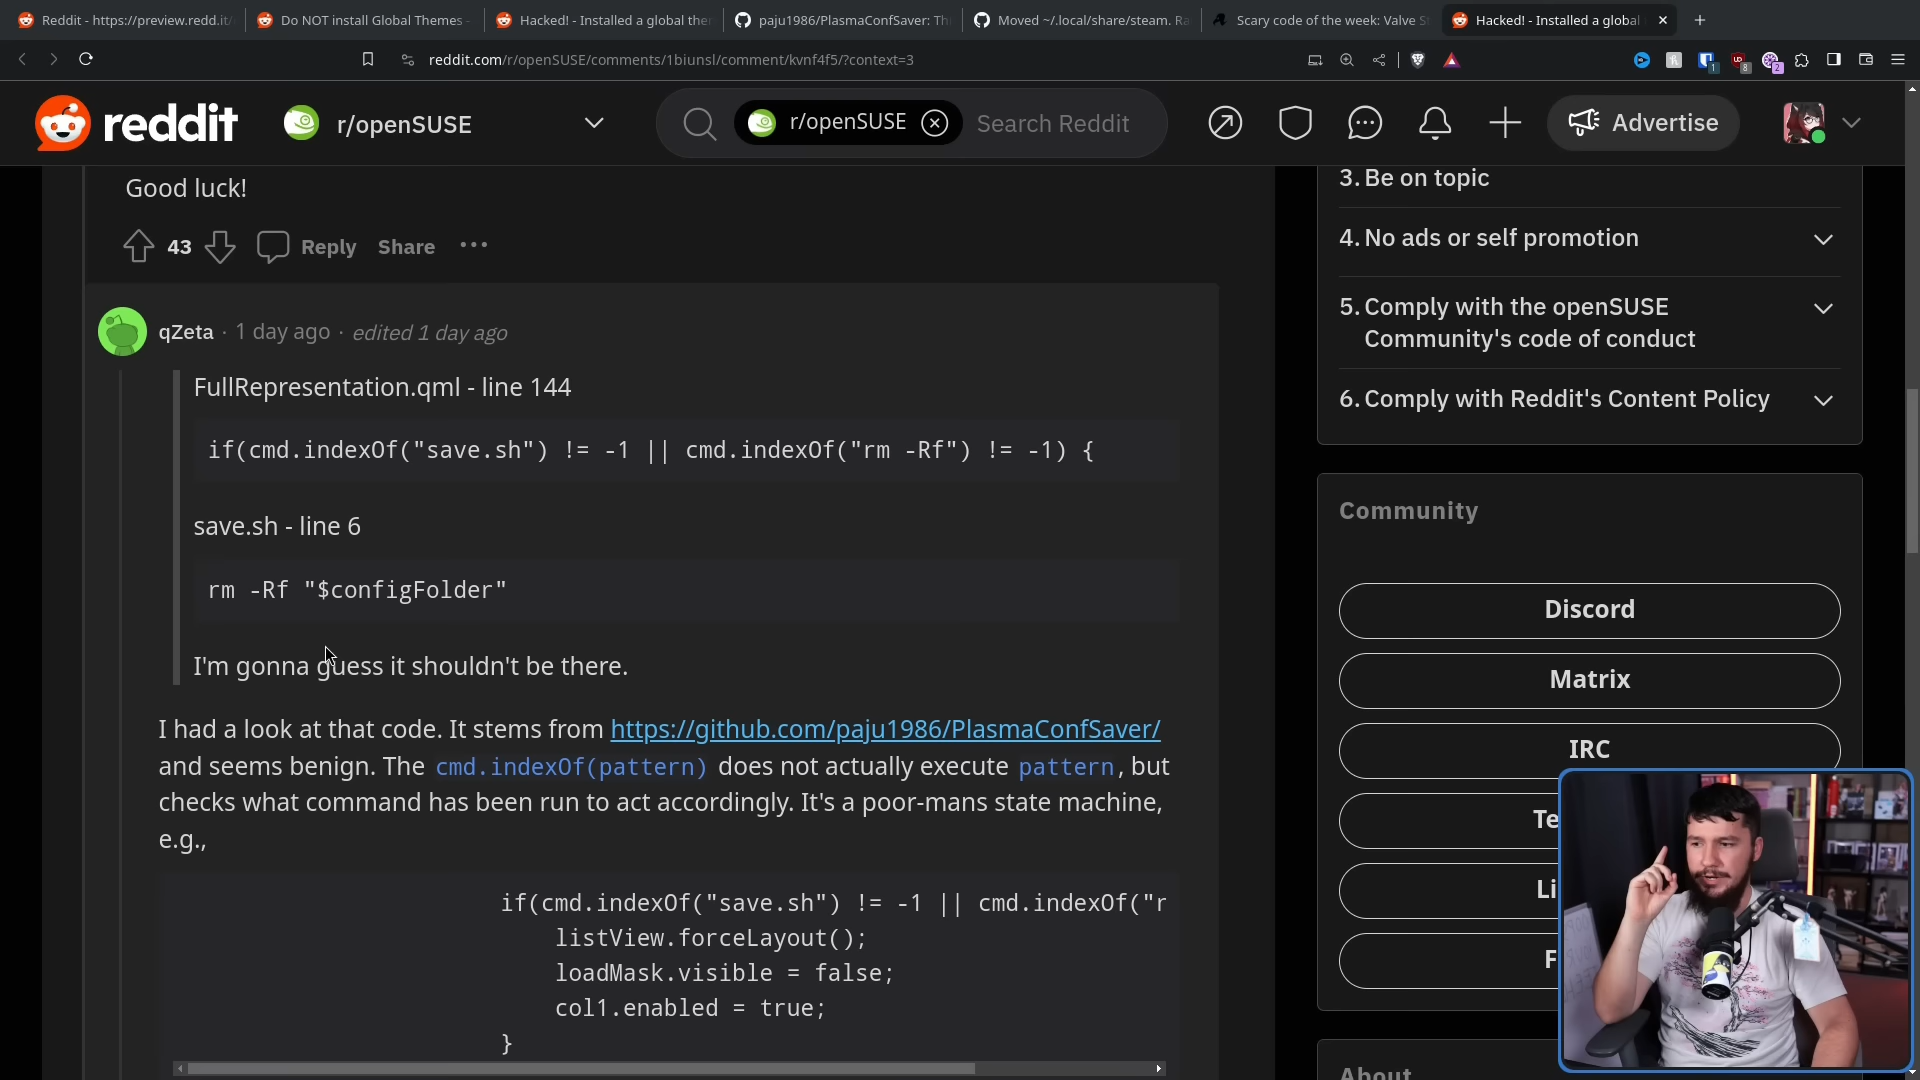 Reddit - https://preview.redd.it/
Do NOT install Global Themes -
Hacked! - Installed a global ther
paju1986/PlasmaConfSaver: Th
Moved ~/.local/share/steam. Ra
Scary code of the week: Valve S
Hacked! - Installed a global
reddit.com/r/openSUSE/comments/1biunsl/comment/kvnf4f5/?context=3
1
8
2
reddit
r/openSUSE
r/openSUSE
Search Reddit
Advertise
Good luck!
43
Reply
Share
qZeta · 1 day ago · edited 1 day ago
FullRepresentation.qml - line 144
if(cmd.indexOf("save.sh") != -1 || cmd.indexOf("rm -Rf") != -1) {
save.sh - line 6
rm -Rf "$configFolder"
I'm gonna guess it shouldn't be there.
I had a look at that code. It stems from https://github.com/paju1986/PlasmaConfSaver/
and seems benign. The cmd.indexOf(pattern) does not actually execute pattern, but
checks what command has been run to act accordingly. It's a poor-mans state machine,
e.g.,
if(cmd.indexOf("save.sh") != -1 || cmd.indexOf("r
listView.forceLayout();
loadMask.visible = false;
col1.enabled = true;
}
3. Be on topic
4. No ads or self promotion
5. Comply with the openSUSE
Community's code of conduct
6. Comply with Reddit's Content Policy
Community
Discord
Matrix
IRC
Te
Li
F
About